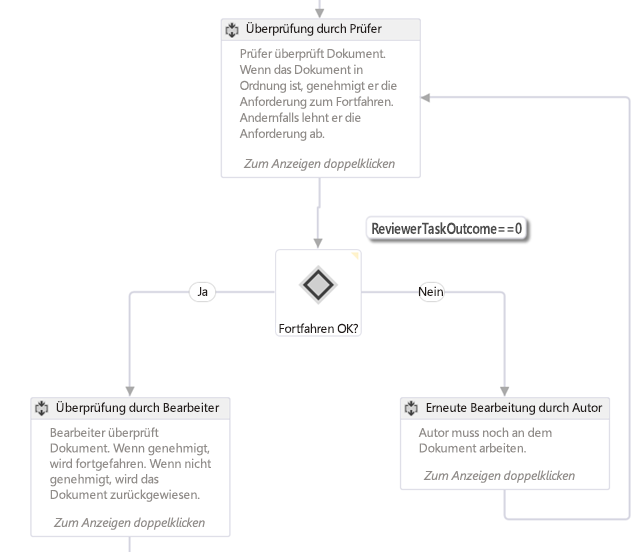 Überprüfung durch Prüfer
Prüfer überprüft Dokument.
Wenn das Dokument in
Ordnung ist, genehmigt er die
Anforderung zum Fortfahren.
Andernfalls lehnt er die
Anforderung ab.
Zum Anzeigen doppelklicken
ReviewerTaskOutcome==0
Ja
Nein
Fortfahren OK?
Überprüfung durch Bearbeiter
Bearbeiter überprüft
Dokument. Wenn genehmigt,
wird fortgefahren. Wenn nicht
genehmigt, wird das
Dokument zurückgewiesen.
Zum Anzeigen doppelklicken
Erneute Bearbeitung durch Autor
Autor muss noch an dem
Dokument arbeiten.
Zum Anzeigen doppelklicken